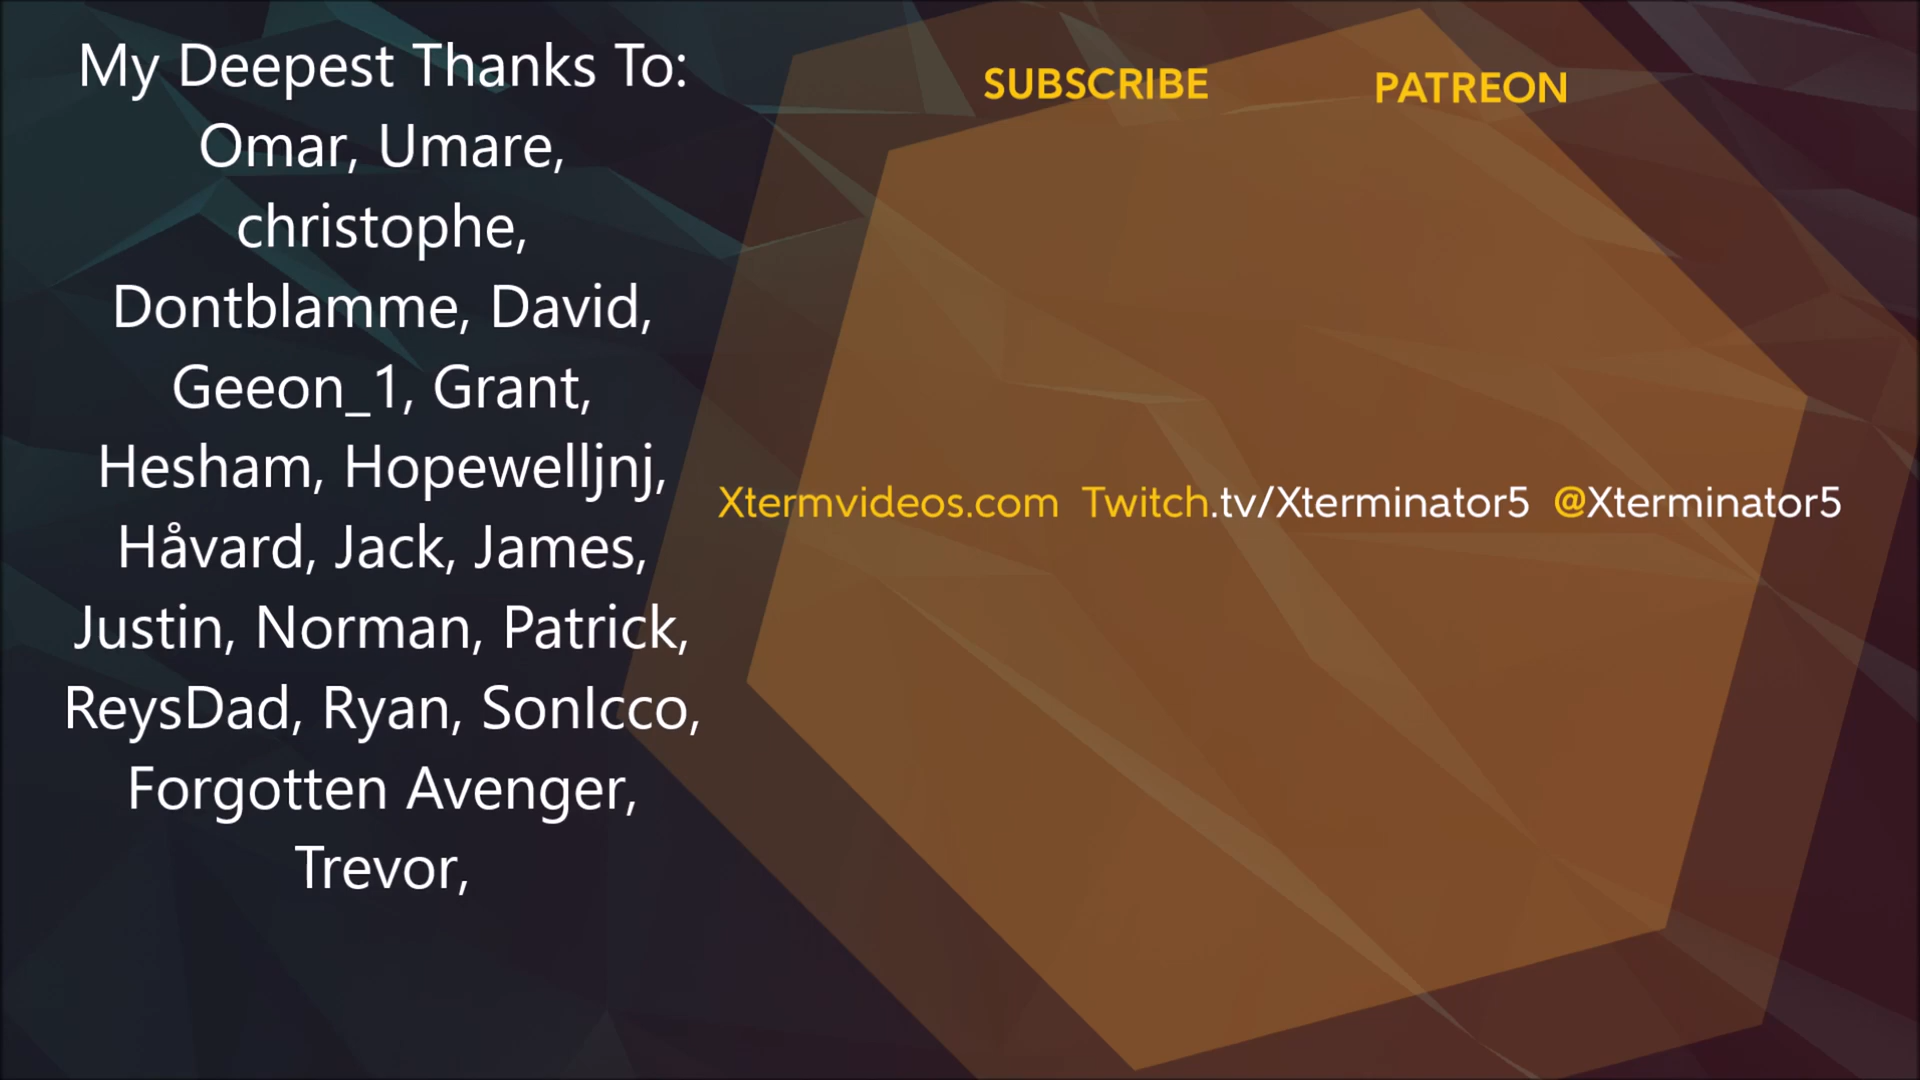 My Deepest Thanks To:
Omar, Umare,
christophe,
Dontblamme, David,
Geeon_1, Grant,
Hesham, Hopewelljnj,
Håvard, Jack, James,
Justin, Norman, Patrick,
ReysDad, Ryan, SonIcco,
Forgotten Avenger,
Trevor,
SUBSCRIBE
PATREON
Xtermvideos.com Twitch.tv/Xterminator5 @Xterminator5